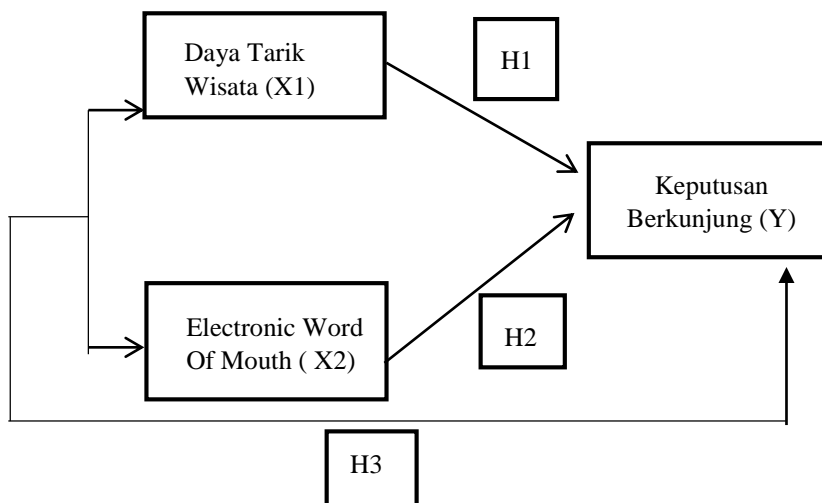 Daya Tarik
Wisata (X1)
H1
Keputusan
Berkunjung (Y)
Electronic Word
Of Mouth ( X2)
H2
H3